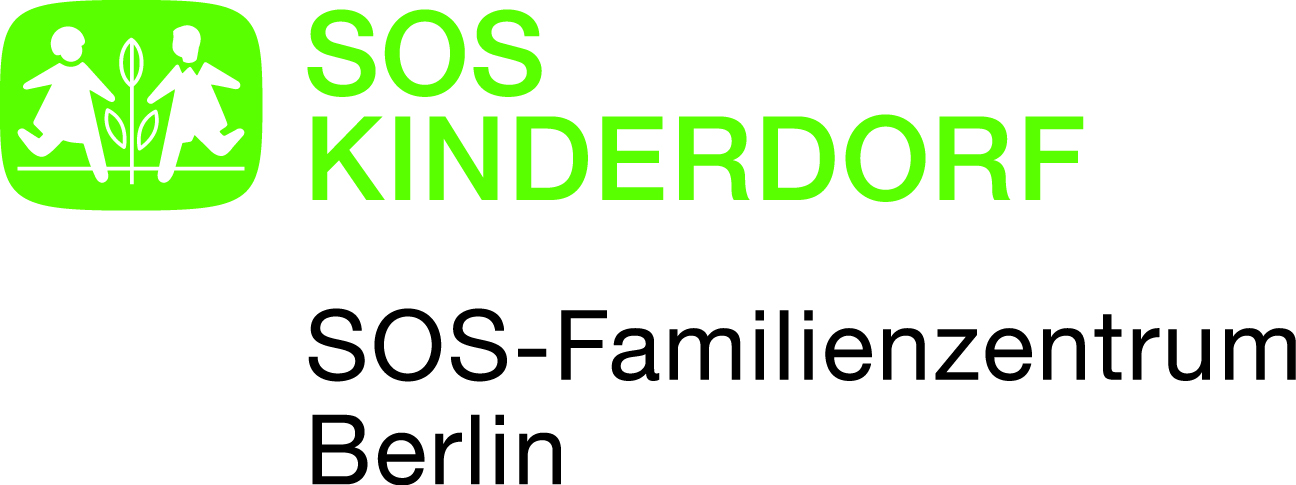 SOS
KINDERDORF
SOS-Familienzentrum
Berlin